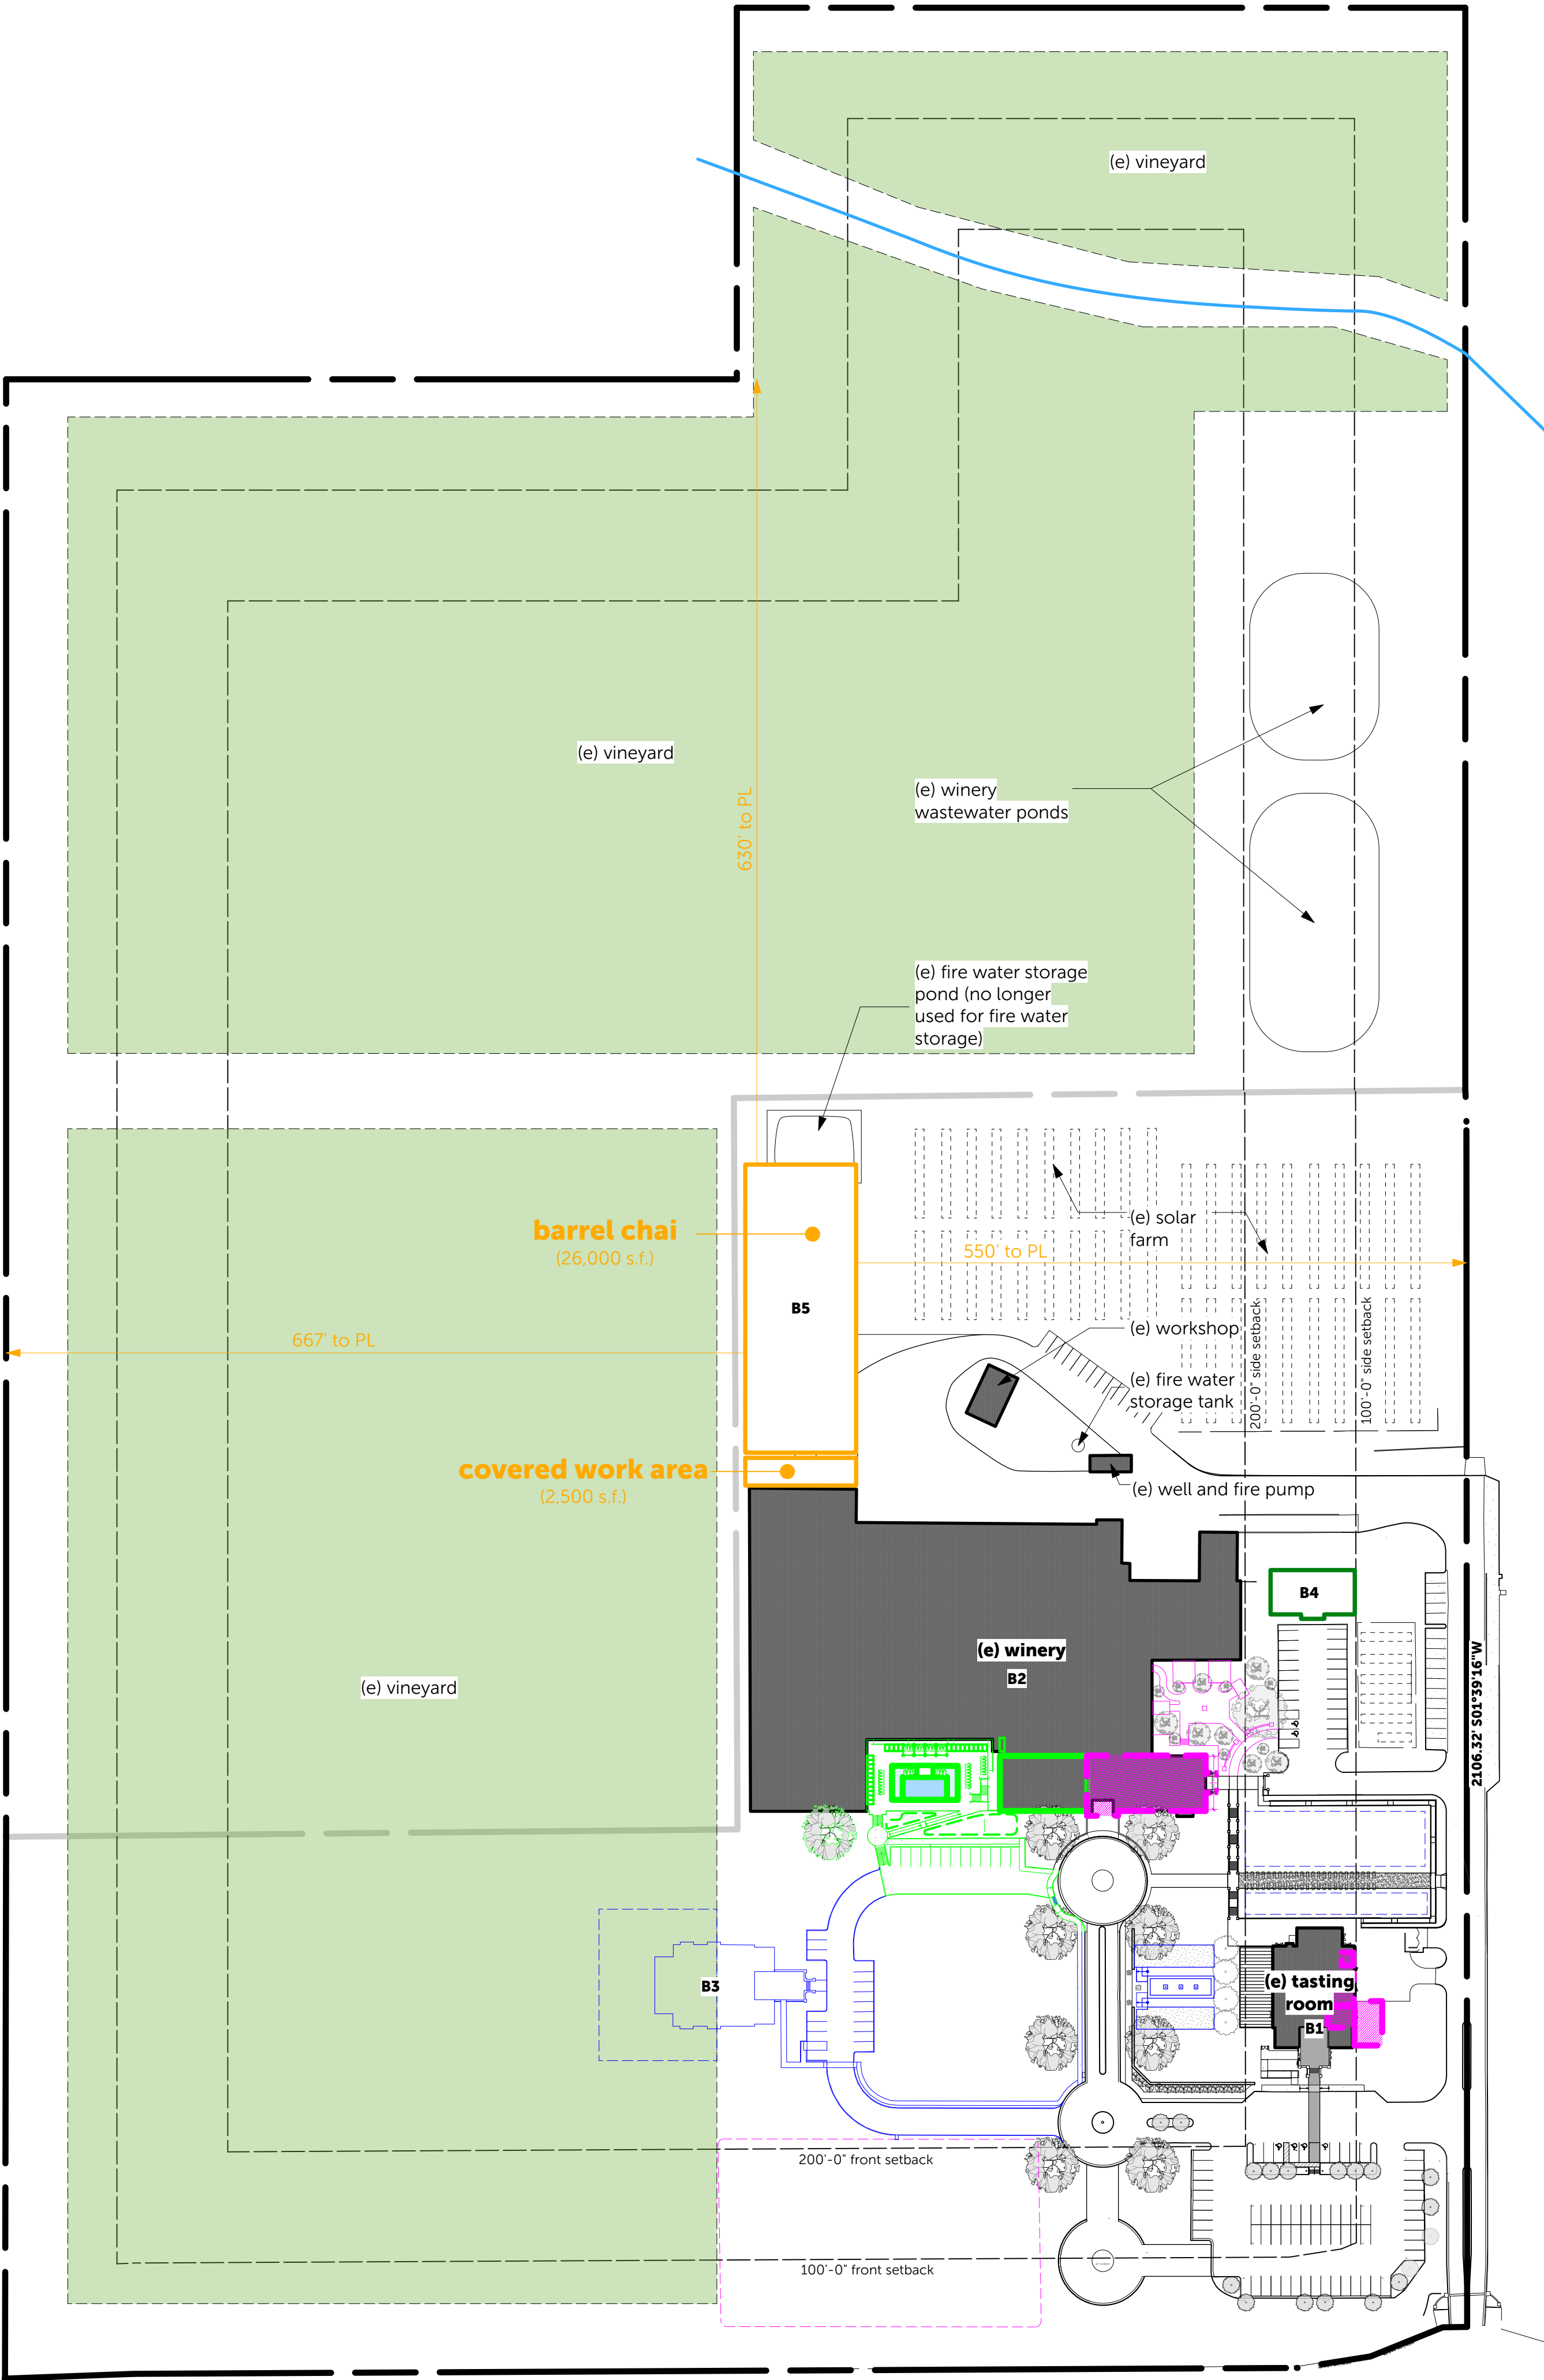 (e) vineyard
(e) vineyard
630' to PL
(e) winery
wastewater ponds
(e) fire water storage
pond (no longer
used for fire water
storage)
barrel chai
(26,000 s.f.)
(e) solar
farm
550' to PL
B5
667' to PL
(e) workshop
200'-0" side setback
100'-0" side setback
(e) fire water
storage tank
covered work area
(2,500 s.f.)
(e) well and fire pump
B4
(e) winery
B2
(e) vineyard
2106.32' S01°39'16"W
B3
(e) tasting
room
B1
200'-0" front setback
100'-0" front setback